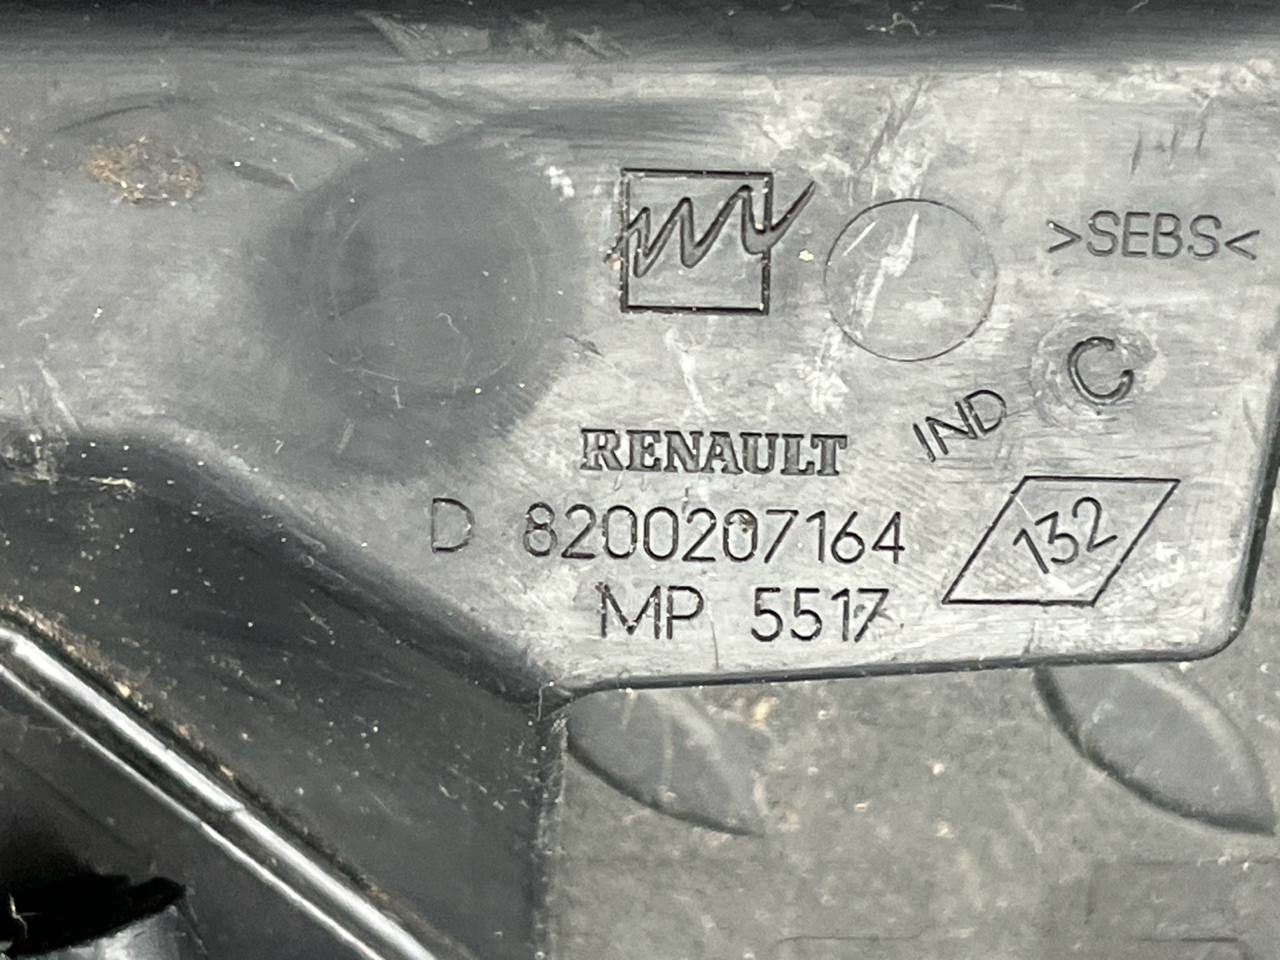 >SEBS<
IND C
RENAULT
D 8200207164
132
MP 5517